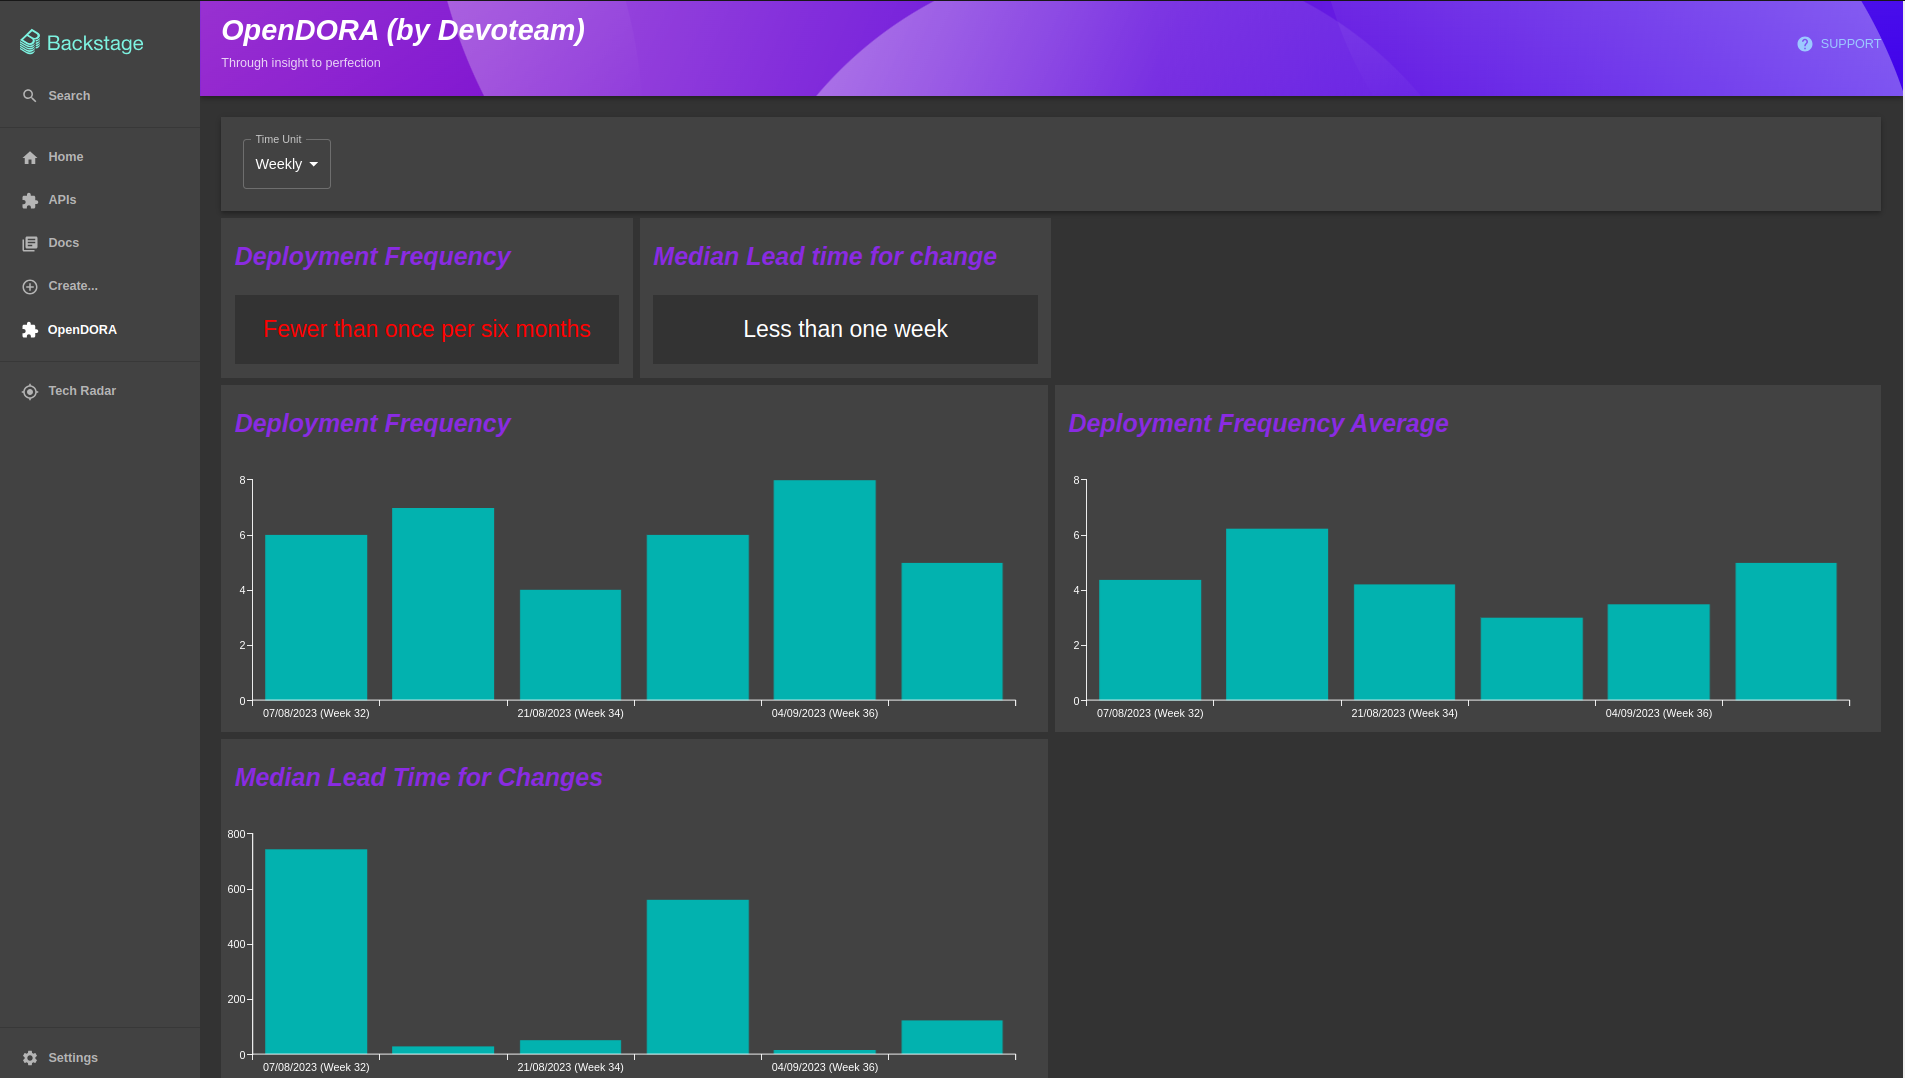 Backstage
Search
Home
APIs
Docs
Create...
OpenDORA
Tech Radar
Settings
OpenDORA (by Devoteam)
Through insight to perfection
SUPPORT
Time Unit
Weekly
Deployment Frequency
Fewer than once per six months
Median Lead time for change
Less than one week
Deployment Frequency
8
6
4
2
0
07/08/2023 (Week 32)
21/08/2023 (Week 34)
04/09/2023 (Week 36)
Deployment Frequency Average
8
6
4
2
0
07/08/2023 (Week 32)
21/08/2023 (Week 34)
04/09/2023 (Week 36)
Median Lead Time for Changes
800
600
400
200
0
07/08/2023 (Week 32)
21/08/2023 (Week 34)
04/09/2023 (Week 36)